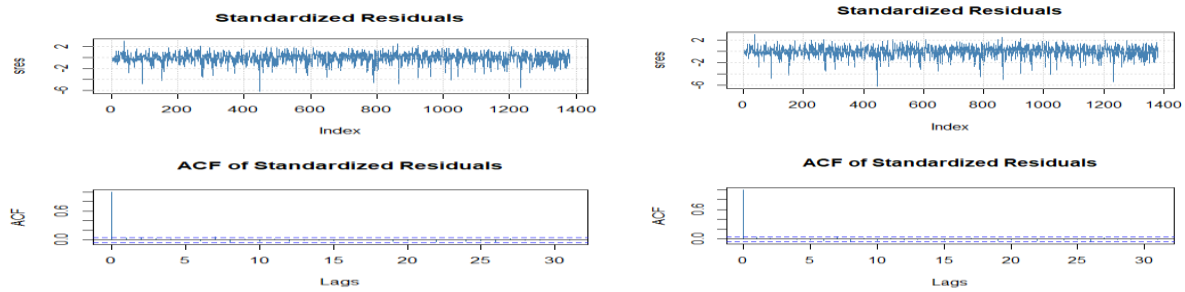 Standardized Residuals
sres
2
-2
-6
0 200 400 600 800 1000 1200 1400
Index
ACF of Standardized Residuals
ACF
0.6
0.0
0 5 10 15 20 25 30
Lags
Standardized Residuals
sres
2
-2
-6
0 200 400 600 800 1000 1200 1400
Index
ACF of Standardized Residuals
ACF
0.6
0.0
0 5 10 15 20 25 30
Lags